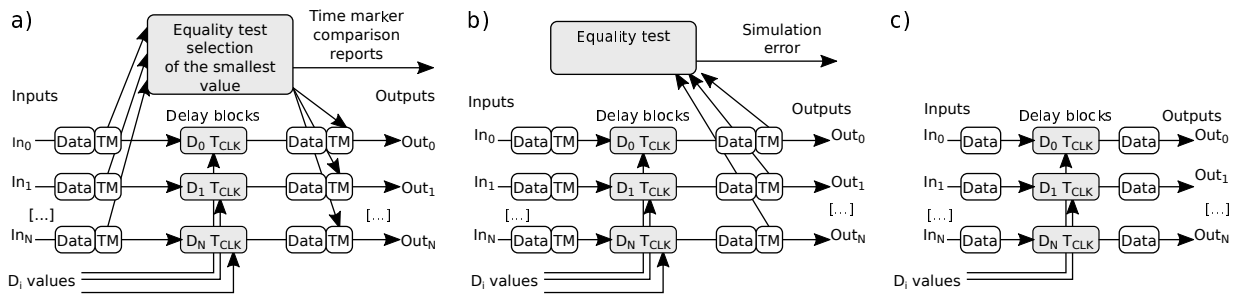 a)
Equality test
selection
of the smallest
value
Time marker
comparison
reports
Inputs
Delay blocks
Outputs
In0 Data TM D0 TCLK Data TM Out0
In1 Data TM D1 TCLK Data TM Out1
[...] [...]
InN Data TM DN TCLK Data TM OutN
Di values
b)
Equality test
Simulation
error
Inputs
Delay blocks
Outputs
In0 Data TM D0 TCLK Data TM Out0
In1 Data TM D1 TCLK Data TM Out1
[...] [...]
InN Data TM DN TCLK Data TM OutN
Di values
c)
Inputs
Delay blocks
Outputs
In0 Data D0 TCLK Data Out0
In1 Data D1 TCLK Data Out1
[...] [...]
InN Data DN TCLK Data OutN
Di values